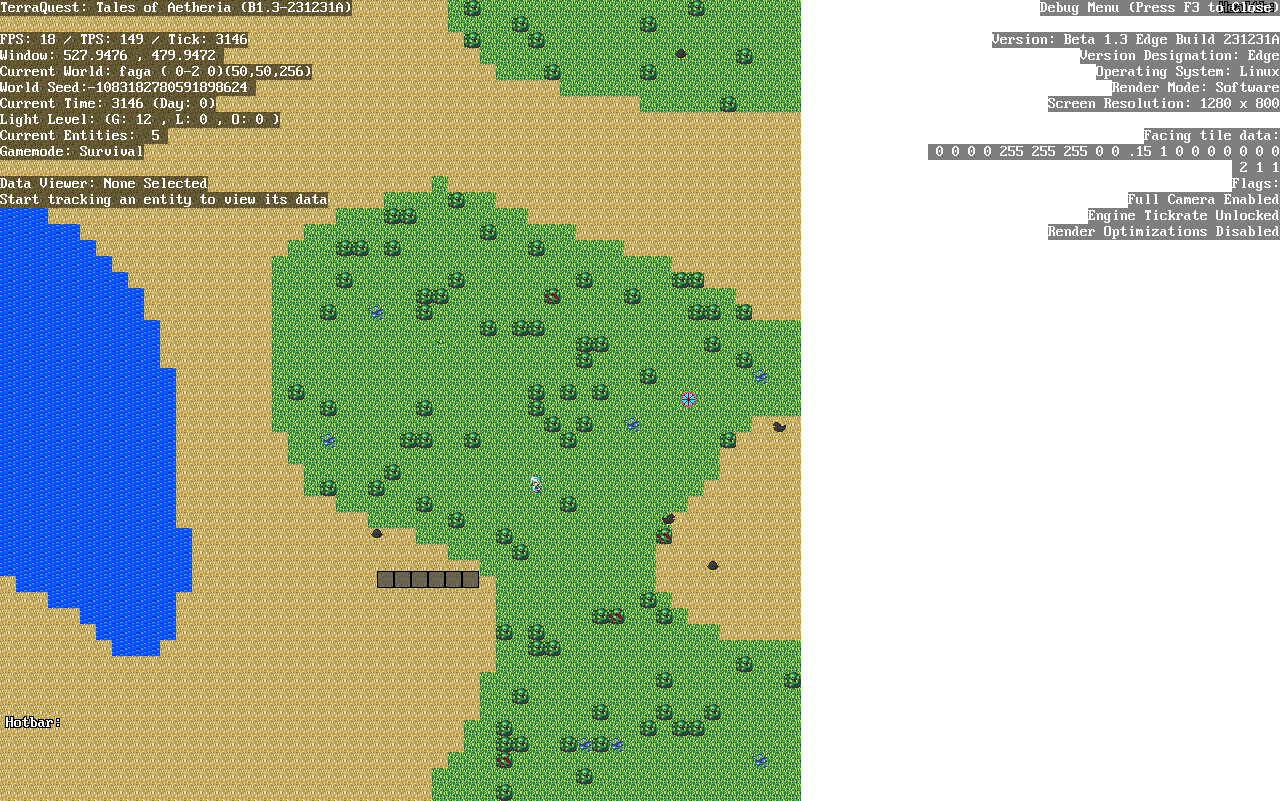 TerraQuest: Tales of Aetheria (B1.3-231231A)
FPS: 18 / TPS: 149 / Tick: 3146
Window: 527.9476 , 479.9472
Current World: faga ( 0-2 0)(50,50,256)
World Seed:-1083182780591898624
Current Time: 3146 (Day: 0)
Light Level: (G: 12 , L: 0 , O: 0 )
Current Entities: 5
Gamemode: Survival
Data Viewer: None Selected
Start tracking an entity to view its data
Debug Menu (Press F3 to Close)
Version: Beta 1.3 Edge Build 231231A
Version Designation: Edge
Operating System: Linux
Render Mode: Software
Screen Resolution: 1280 x 800
Facing tile data:
0 0 0 0 255 255 255 0 0 .15 1 0 0 0 0 0 0 0
2 1 1
Flags:
Full Camera Enabled
Engine Tickrate Unlocked
Render Optimizations Disabled
Hotbar: